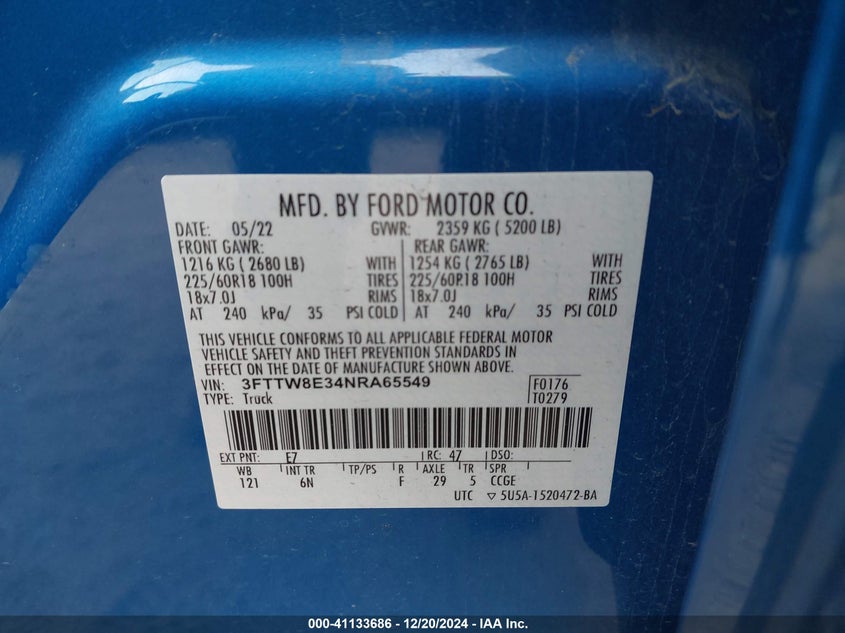 MFD. BY FORD MOTOR CO.
DATE: 05/22 GVWR: 2359 KG ( 5200 LB)
FRONT GAWR: REAR GAWR:
1216 KG ( 2680 LB) WITH 1254 KG ( 2765 LB) WITH
225/60R18 100H TIRES 225/60R18 100H TIRES
18x7.0J RIMS 18x7.0J RIMS
AT 240 kPa/ 35 PSI COLD AT 240 kPa/ 35 PSI COLD
THIS VEHICLE CONFORMS TO ALL APPLICABLE FEDERAL MOTOR
VEHICLE SAFETY AND THEFT PREVENTION STANDARDS IN
EFFECT ON THE DATE OF MANUFACTURE SHOWN ABOVE.
VIN: 3FTTW8E34NRA65549 F0176
TYPE: Truck T0279
EXT PNT: E7 RC: 47 DSO:
WB INT TR TP/PS R AXLE TR SPR
121 6N F 29 5 CCGE
UTC ▽ 5U5A-1520472-BA
000-41133686 - 12/20/2024 - IAA Inc.